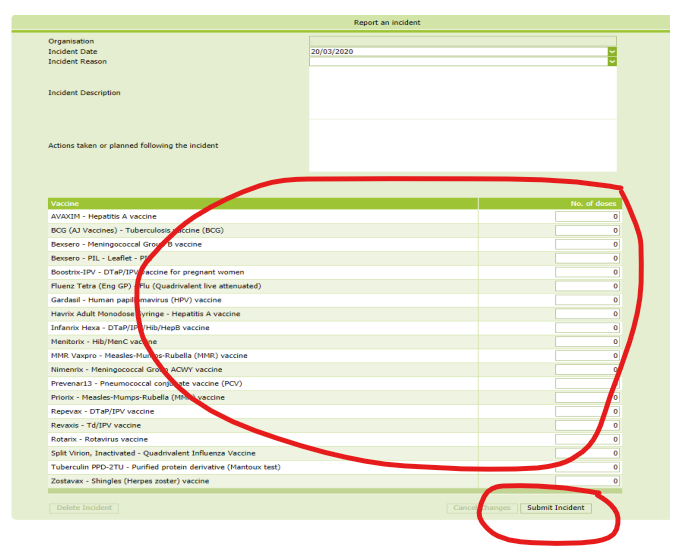 Report an incident
Organisation
Incident Date 20/03/2020
Incident Reason
Incident Description
Actions taken or planned following the incident
Vaccine No. of doses
AVAXIM - Hepatitis A vaccine 0
BCG (AJ Vaccines) - Tuberculosis vaccine (BCG) 0
Bexsero - Meningococcal Group B vaccine 0
Bexsero - PIL - Leaflet - 0
Boostrix-IPV - DTaP/IPV vaccine for pregnant women 0
Fluenz Tetra (Eng GP) - Flu (Quadrivalent live attenuated) 0
Gardasil - Human papillomavirus (HPV) vaccine 0
Havrix Adult Monodose Syringe - Hepatitis A vaccine 0
Infanrix Hexa - DTaP/IPV/Hib/HepB vaccine 0
Menitorix - Hib/MenC vaccine 0
MMR Vaxpro - Measles-Mumps-Rubella (MMR) vaccine 0
Nimenrix - Meningococcal Group ACWY vaccine 0
Prevenar13 - Pneumococcal conjugate vaccine (PCV) 0
Priorix - Measles-Mumps-Rubella (MMR) vaccine 0
Repevax - DTaP/IPV vaccine 0
Revaxis - Td/IPV vaccine 0
Rotarix - Rotavirus vaccine 0
Split Virion, Inactivated - Quadrivalent Influenza Vaccine 0
Tuberculin PPD-2TU - Purified protein derivative (Mantoux test) 0
Zostavax - Shingles (Herpes zoster) vaccine 0
Delete Incident Cancel Changes Submit Incident